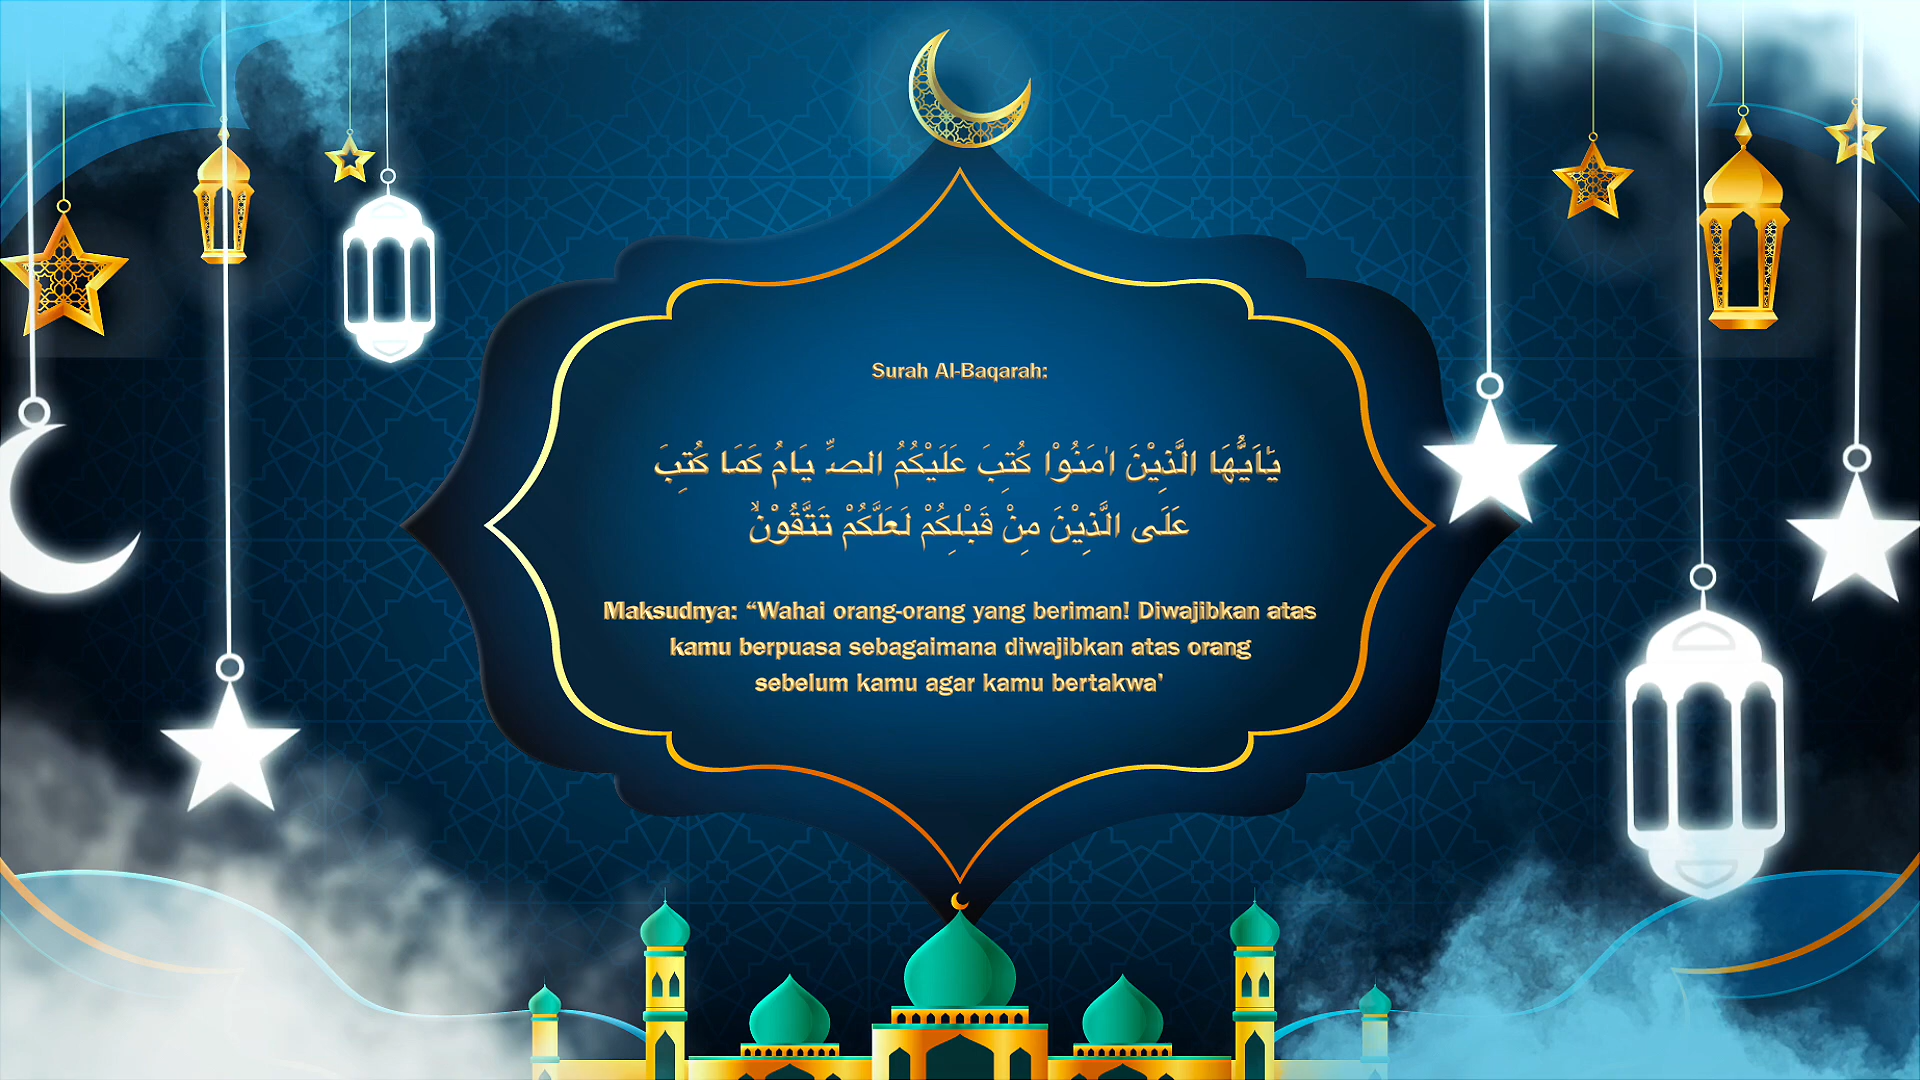 Surah Al-Baqarah:
يٰٓاَيُّهَا الَّذِيْنَ اٰمَنُوْا كُتِبَ عَلَيْكُمُ الصِّ يَامُ كَمَا كُتِبَ
عَلَى الَّذِيْنَ مِنْ قَبْلِكُمْ لَعَلَّكُمْ تَتَّقُوْنَۙ
Maksudnya: “Wahai orang-orang yang beriman! Diwajibkan atas
kamu berpuasa sebagaimana diwajibkan atas orang
sebelum kamu agar kamu bertakwa’